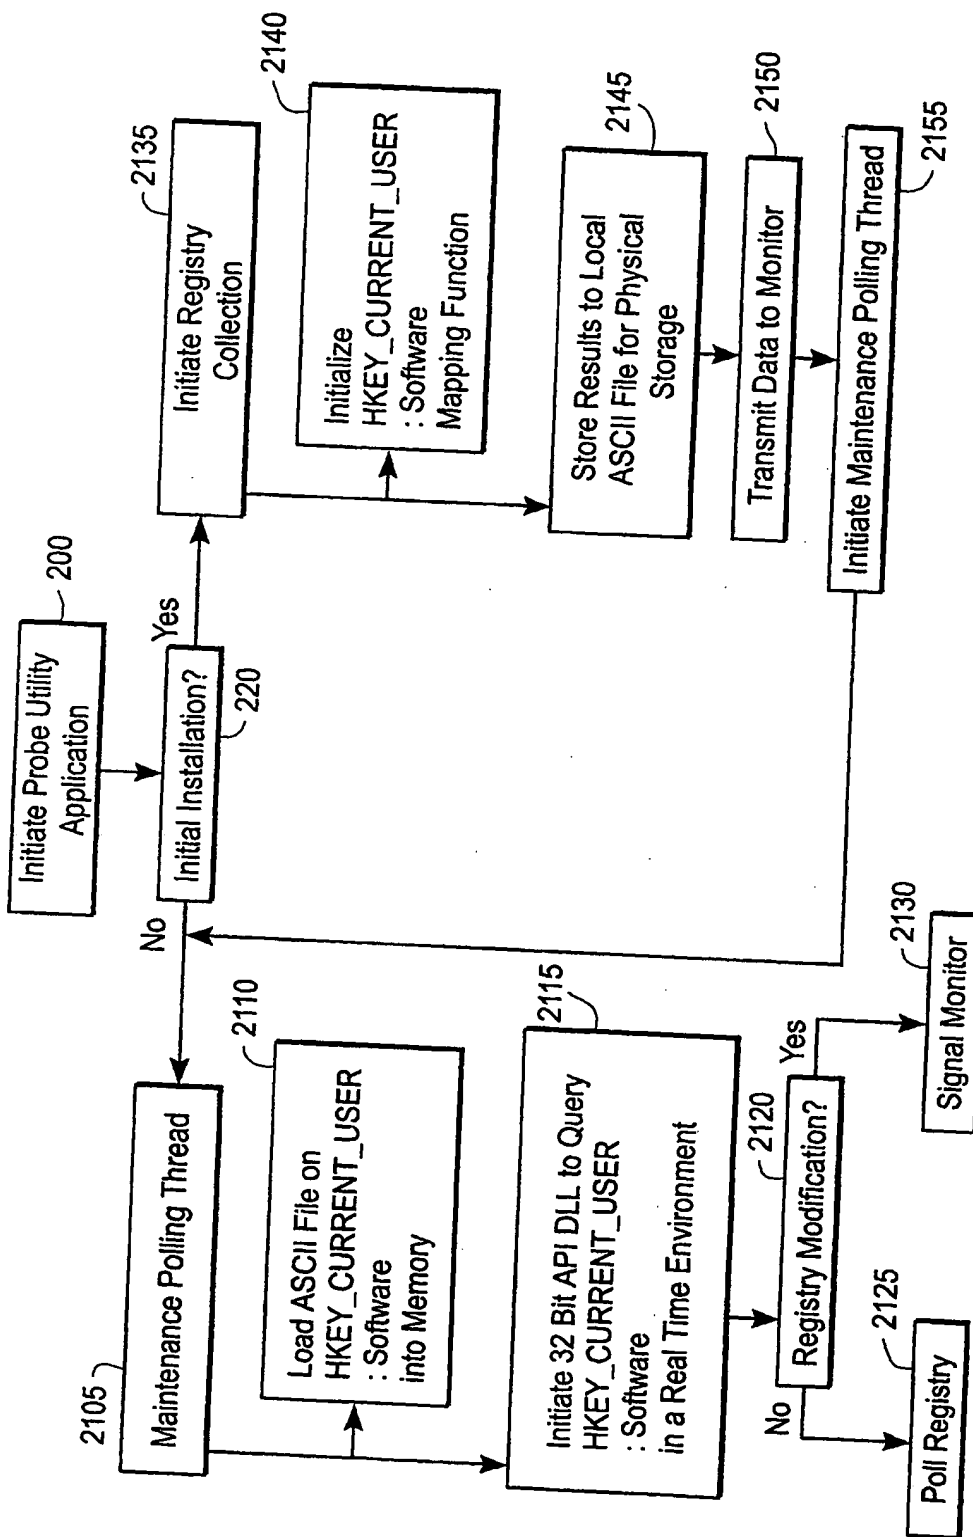 Initiate Probe Utility
Application
200
Initial Installation?
220
No
Yes
2105
Maintenance Polling Thread
2110
Load ASCII File on
HKEY_CURRENT_USER
: Software
into Memory
2115
Initiate 32 Bit API DLL to Query
HKEY_CURRENT_USER
: Software
in a Real Time Environment
2120
Registry Modification?
No
Yes
2125
Poll Registry
2130
Signal Monitor
2135
Initiate Registry
Collection
2140
Initialize
HKEY_CURRENT_USER
: Software
Mapping Function
2145
Store Results to Local
ASCII File for Physical
Storage
2150
Transmit Data to Monitor
2155
Initiate Maintenance Polling Thread